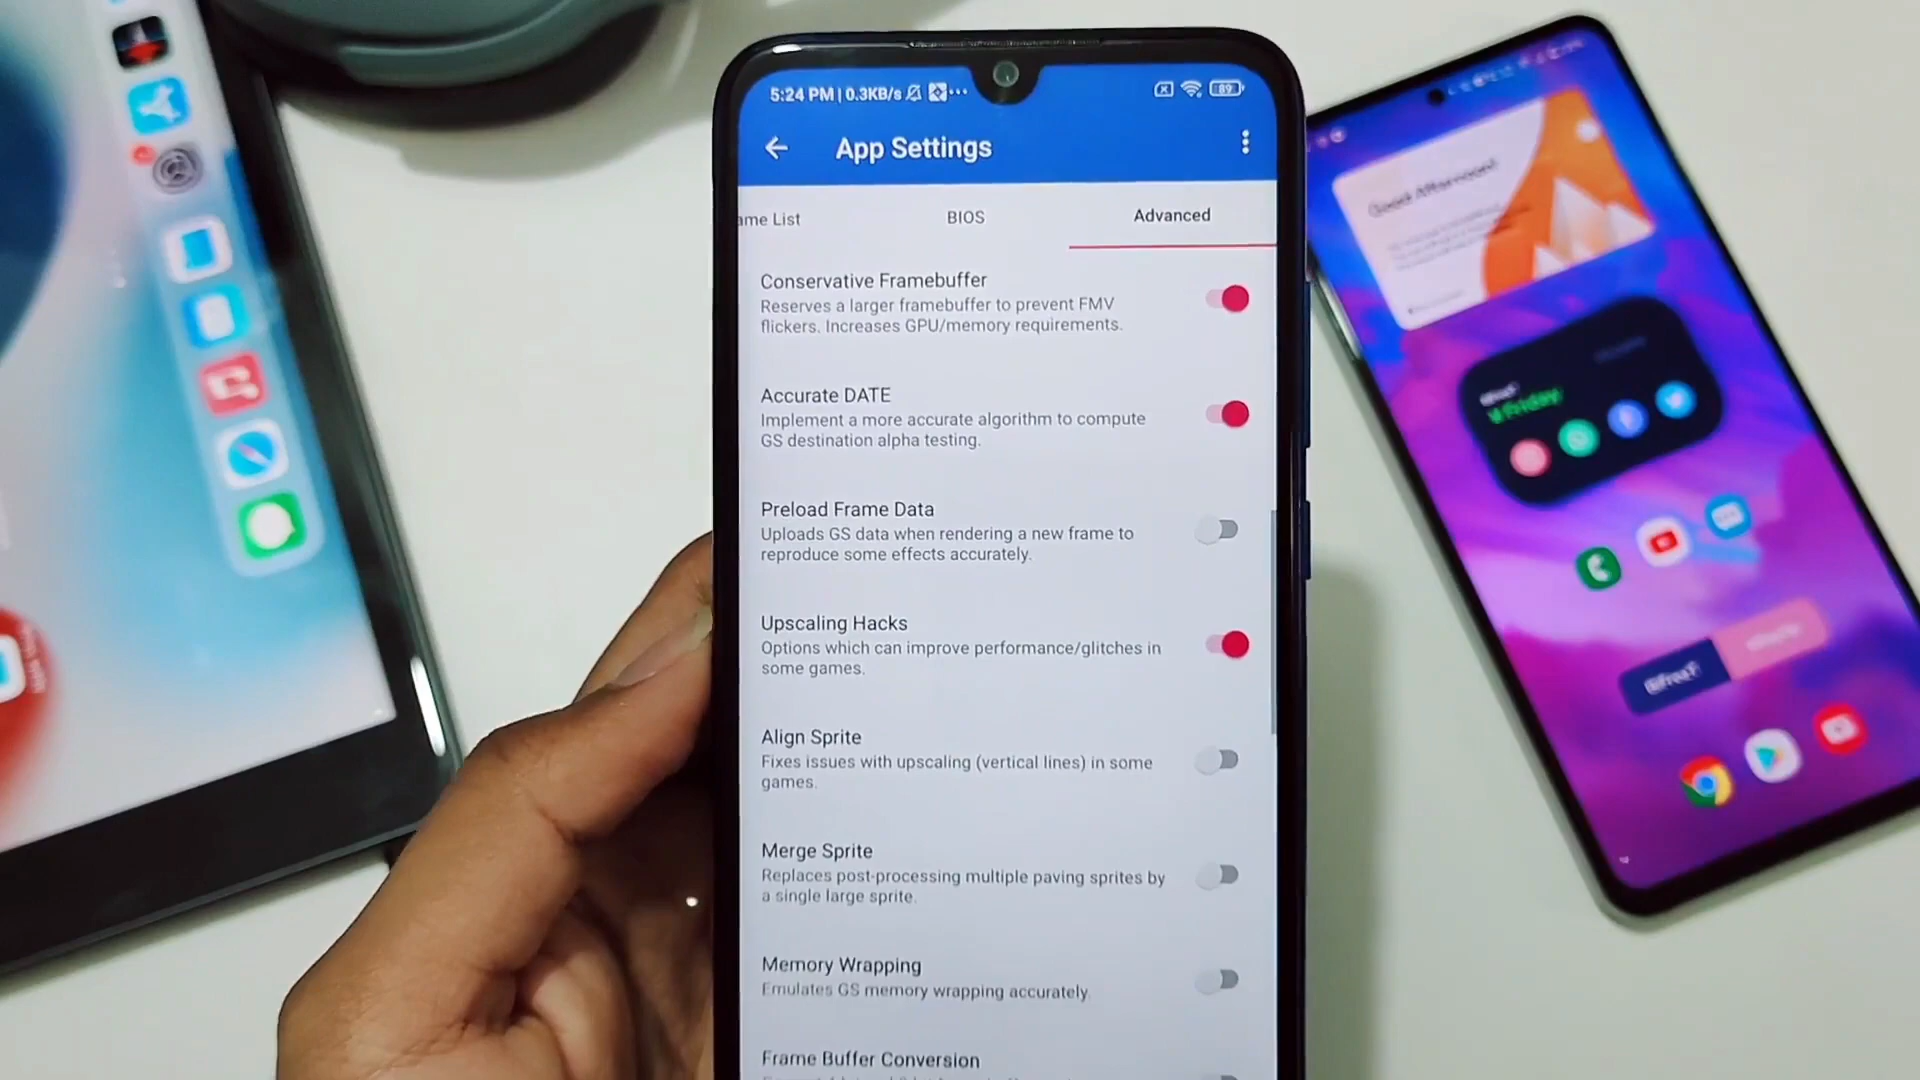 5:24 PM | 0.3KB/s
89
App Settings
ame List
BIOS
Advanced
Conservative Framebuffer
Reserves a larger framebuffer to prevent FMV
flickers. Increases GPU/memory requirements.
Accurate DATE
Implement a more accurate algorithm to compute
GS destination alpha testing.
Preload Frame Data
Uploads GS data when rendering a new frame to
reproduce some effects accurately.
Upscaling Hacks
Options which can improve performance/glitches in
some games.
Align Sprite
Fixes issues with upscaling (vertical lines) in some
games.
Merge Sprite
Replaces post-processing multiple paving sprites by
a single large sprite.
Memory Wrapping
Emulates GS memory wrapping accurately.
Frame Buffer Conversion
Good Afternoon!
Friday